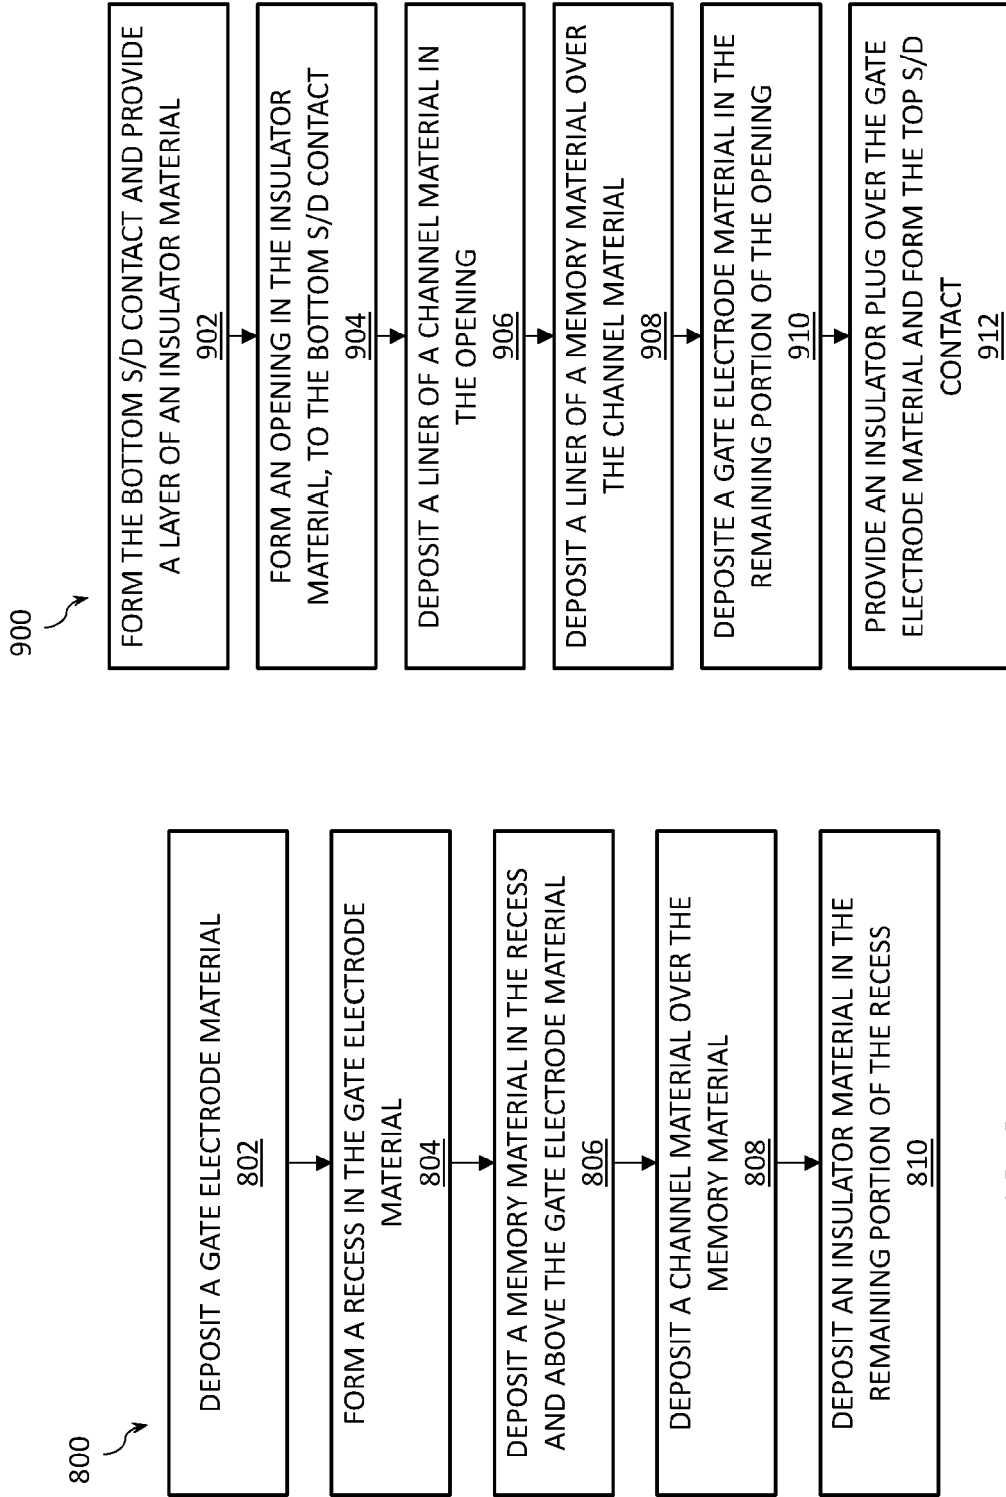 800
DEPOSIT A GATE ELECTRODE MATERIAL
802
FORM A RECESS IN THE GATE ELECTRODE
MATERIAL
804
DEPOSIT A MEMORY MATERIAL IN THE RECESS
AND ABOVE THE GATE ELECTRODE MATERIAL
806
DEPOSIT A CHANNEL MATERIAL OVER THE
MEMORY MATERIAL
808
DEPOSIT AN INSULATOR MATERIAL IN THE
REMAINING PORTION OF THE RECESS
810
900
FORM THE BOTTOM S/D CONTACT AND PROVIDE
A LAYER OF AN INSULATOR MATERIAL
902
FORM AN OPENING IN THE INSULATOR
MATERIAL, TO THE BOTTOM S/D CONTACT
904
DEPOSIT A LINER OF A CHANNEL MATERIAL IN
THE OPENING
906
DEPOSIT A LINER OF A MEMORY MATERIAL OVER
THE CHANNEL MATERIAL
908
DEPOSITE A GATE ELECTRODE MATERIAL IN THE
REMAINING PORTION OF THE OPENING
910
PROVIDE AN INSULATOR PLUG OVER THE GATE
ELECTRODE MATERIAL AND FORM THE TOP S/D
CONTACT
912